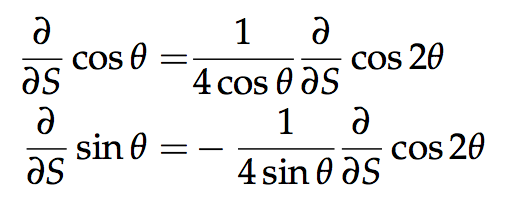 ∂/∂S cos θ = 1/(4 cos θ) ∂/∂S cos 2θ
∂/∂S sin θ = − 1/(4 sin θ) ∂/∂S cos 2θ